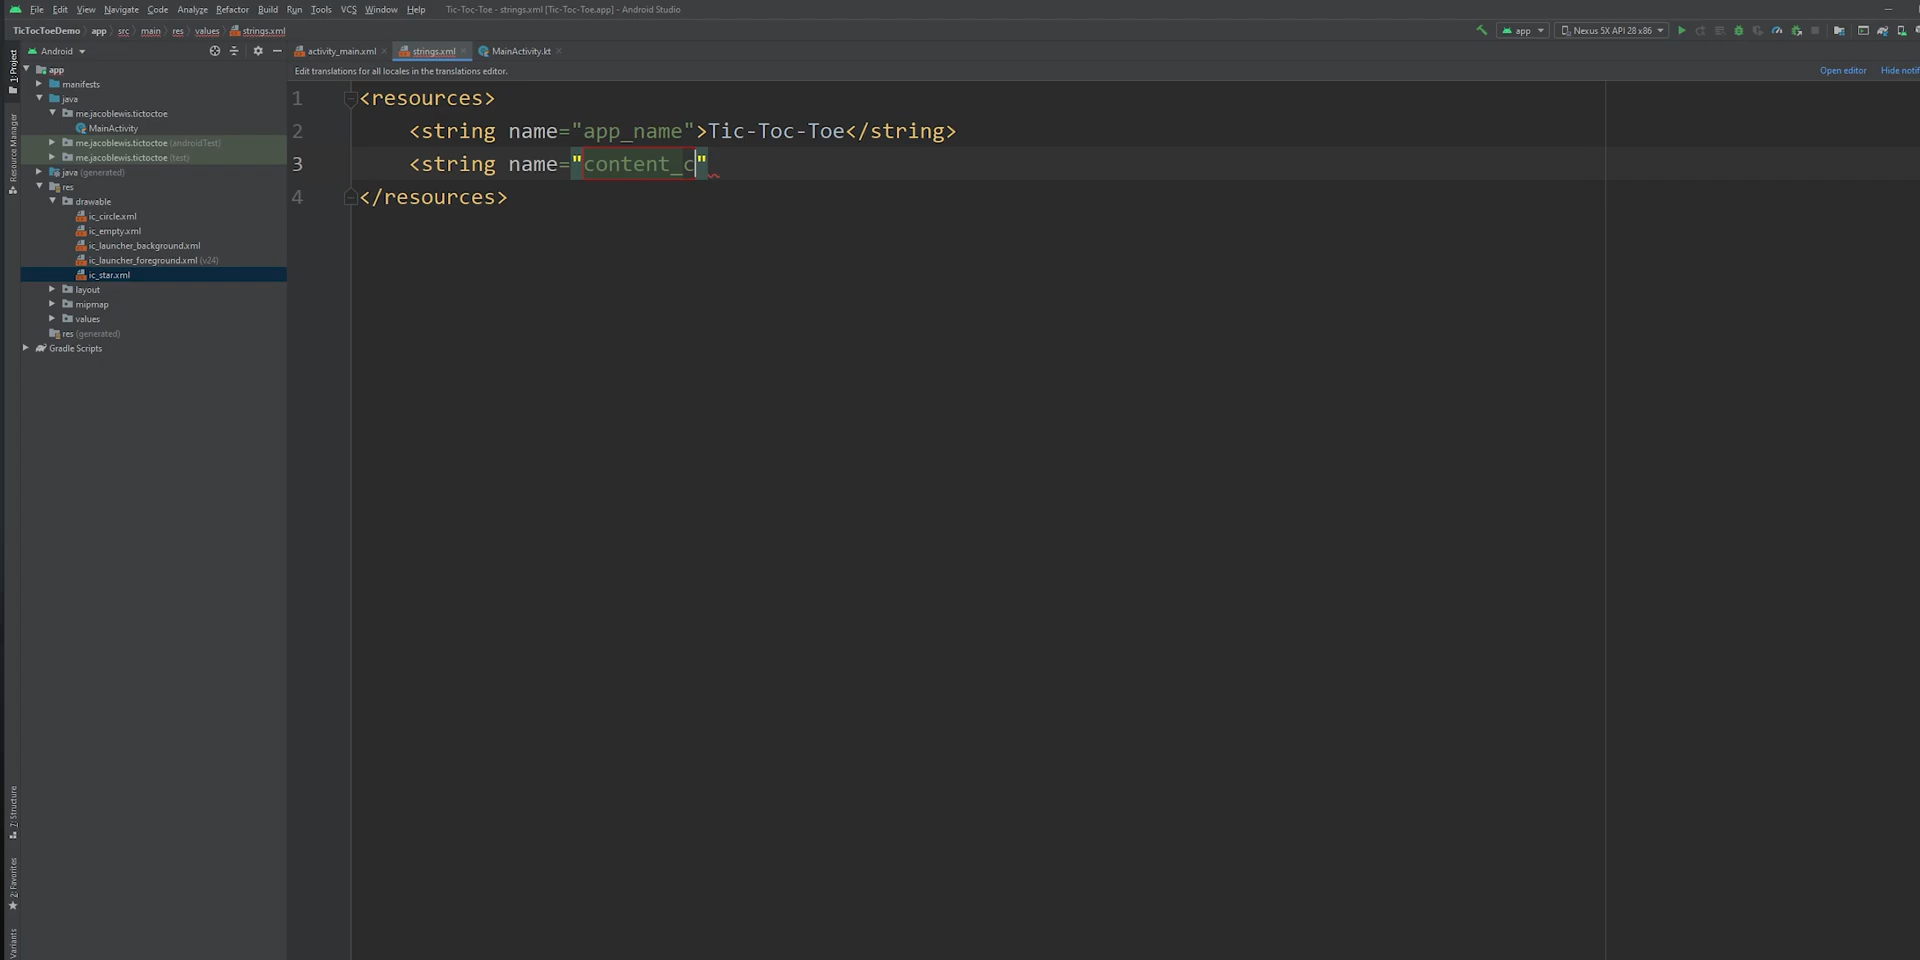 File Edit View Navigate Code Analyze Refactor Build Run Tools VCS Window Help Tic-Toc-Toe - strings.xml [Tic-Toc-Toe.app] - Android Studio
TicTocToeDemo app src main res values strings.xml app Nexus 5X API 28 x86
Android activity_main.xml strings.xml MainActivity.kt
Edit translations for all locales in the translations editor. Open editor Hide notif
1: Project
Resource Manager
7: Structure
2: Favorites
Variants
app
manifests
java
me.jacoblewis.tictoctoe
MainActivity
me.jacoblewis.tictoctoe (androidTest)
me.jacoblewis.tictoctoe (test)
java (generated)
res
drawable
ic_circle.xml
ic_empty.xml
ic_launcher_background.xml
ic_launcher_foreground.xml (v24)
ic_star.xml
layout
mipmap
values
res (generated)
Gradle Scripts
1 <resources>
2 <string name="app_name">Tic-Toc-Toe</string>
3 <string name="content_c"
4 </resources>